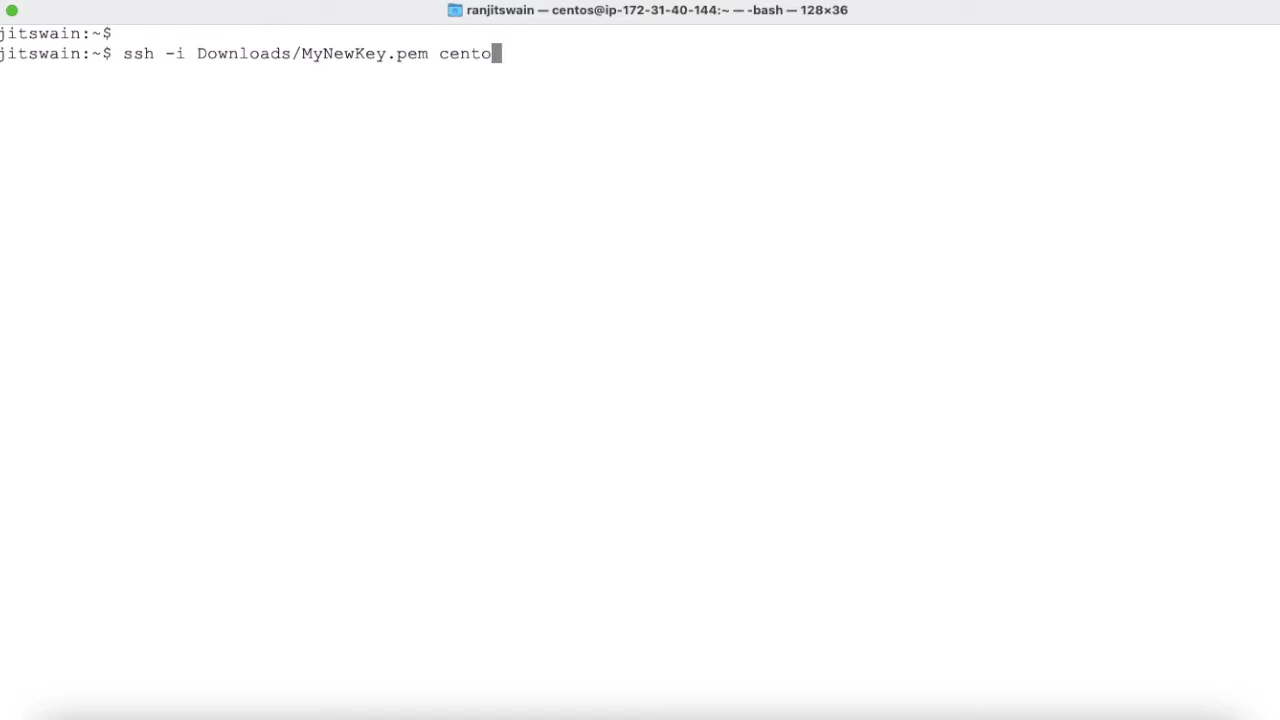 ranjitswain — centos@ip-172-31-40-144:~ — -bash — 128×36
jitswain:~$
jitswain:~$ ssh -i Downloads/MyNewKey.pem cento